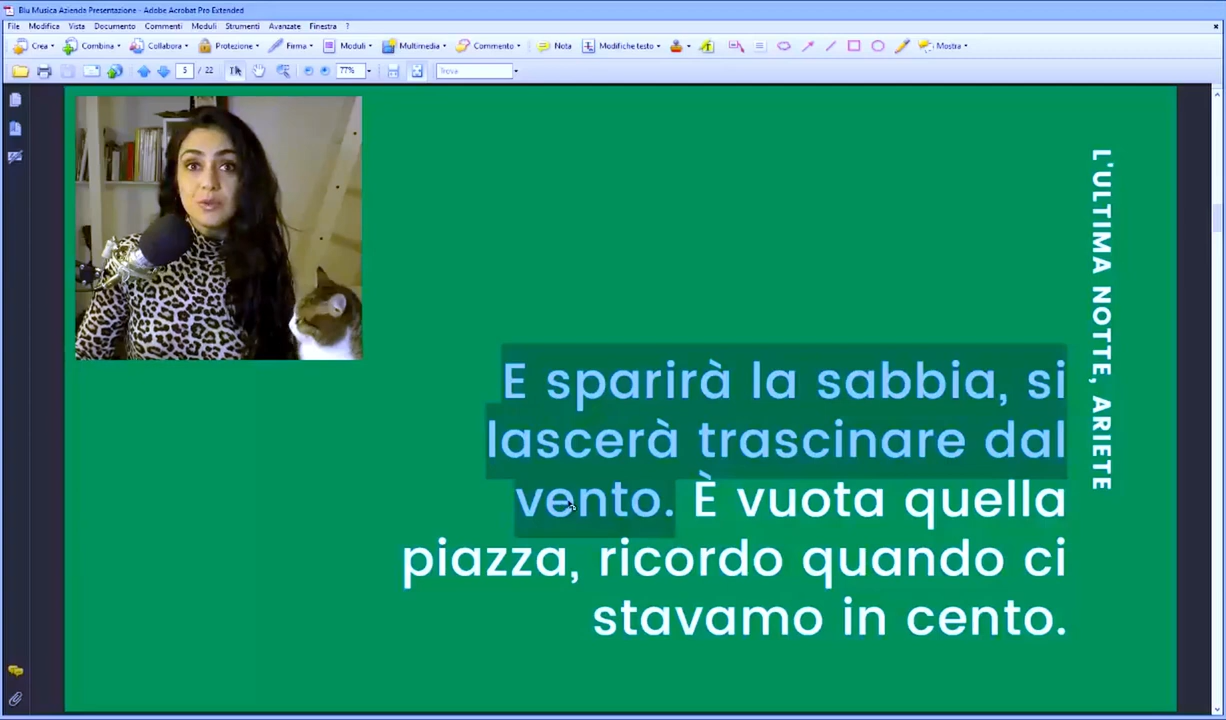 Blu Musica Azienda Presentazione - Adobe Acrobat Pro Extended
File Modifica Vista Documento Commenti Moduli Strumenti Avanzate Finestra ?
Crea Combina Collabora Protezione Firma Moduli Multimedia Commento Nota Modifiche testo Mostra
5 / 22 77% Trova
L'ULTIMA NOTTE, ARIETE
E sparirà la sabbia, si
lascerà trascinare dal
vento. È vuota quella
piazza, ricordo quando ci
stavamo in cento.